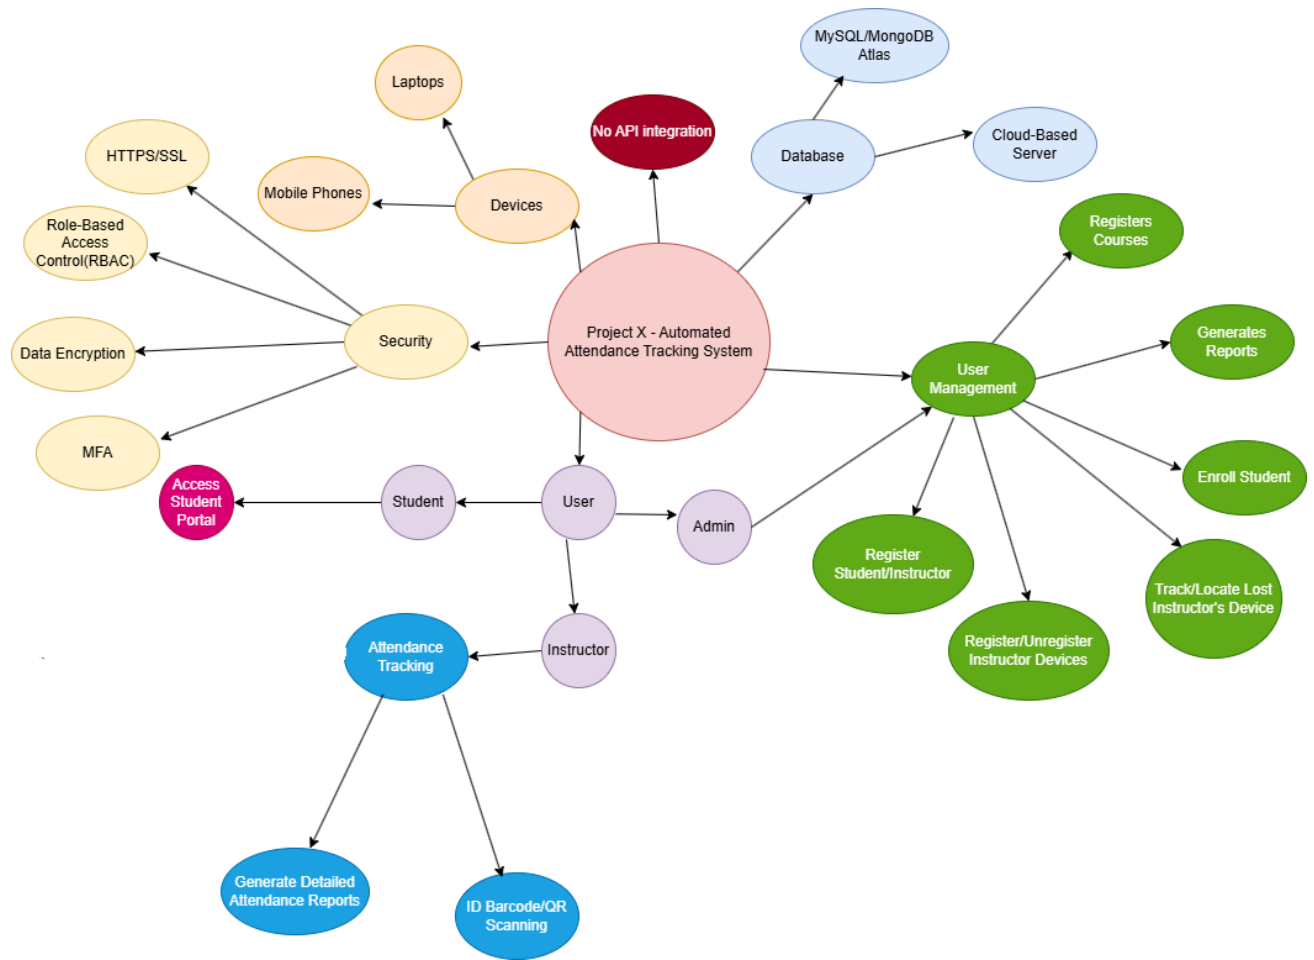 MySQL/MongoDB
Atlas
Laptops
No API integration
Cloud-Based
Server
Database
HTTPS/SSL
Mobile Phones
Devices
Role-Based
Access
Control(RBAC)
Registers
Courses
Project X - Automated
Attendance Tracking System
Security
Data Encryption
Generates
Reports
User
Management
MFA
Access
Student
Portal
Student
User
Admin
Enroll Student
Register
Student/Instructor
Track/Locate Lost
Instructor's Device
Register/Unregister
Instructor Devices
Attendance
Tracking
Instructor
Generate Detailed
Attendance Reports
ID Barcode/QR
Scanning